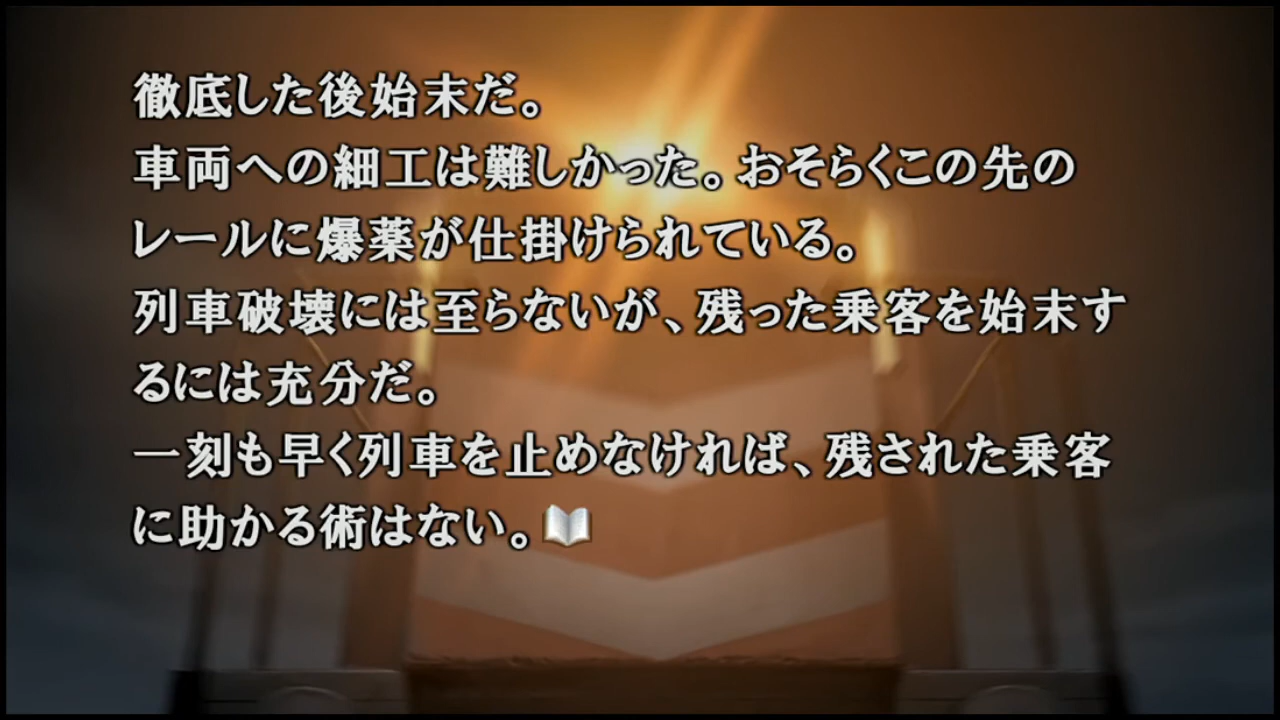 徹底した後始末だ。
車両への細工は難しかった。おそらくこの先の
レールに爆薬が仕掛けられている。
列車破壊には至らないが、残った乗客を始末す
るには充分だ。
一刻も早く列車を止めなければ、残された乗客
に助かる術はない。